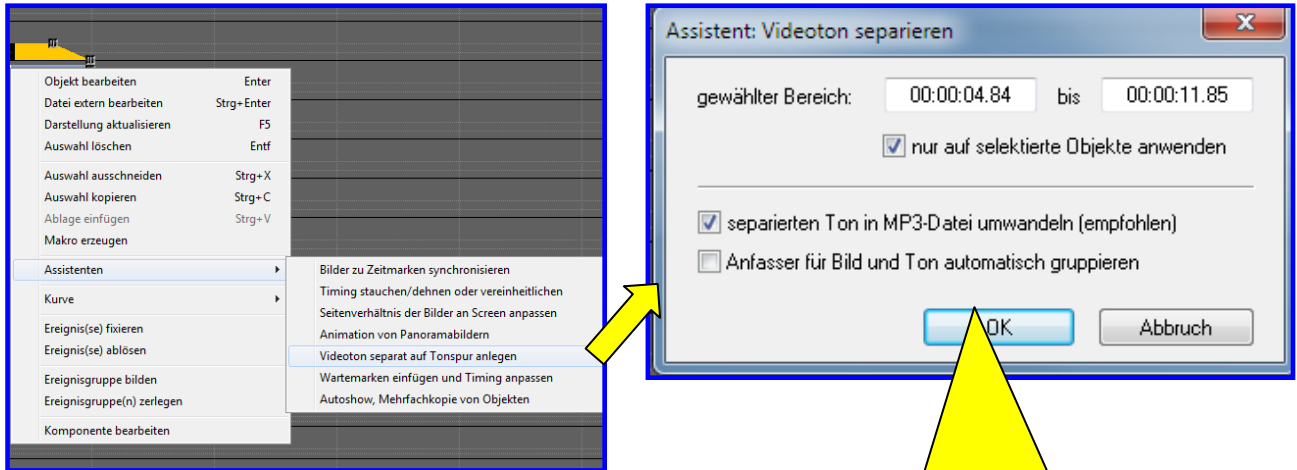 Objekt bearbeiten Enter
Datei extern bearbeiten Strg+Enter
Darstellung aktualisieren F5
Auswahl löschen Entf
Auswahl ausschneiden Strg+X
Auswahl kopieren Strg+C
Ablage einfügen Strg+V
Makro erzeugen
Assistenten
Kurve
Ereignis(se) fixieren
Ereignis(se) ablösen
Ereignisgruppe bilden
Ereignisgruppe(n) zerlegen
Komponente bearbeiten
Bilder zu Zeitmarken synchronisieren
Timing stauchen/dehnen oder vereinheitlichen
Seitenverhältnis der Bilder an Screen anpassen
Animation von Panoramabildern
Videoton separat auf Tonspur anlegen
Wartemarken einfügen und Timing anpassen
Autoshow, Mehrfachkopie von Objekten
Assistent: Videoton separieren
gewählter Bereich: 00:00:04.84 bis 00:00:11.85
nur auf selektierte Objekte anwenden
separierten Ton in MP3-Datei umwandeln (empfohlen)
Anfasser für Bild und Ton automatisch gruppieren
OK Abbruch